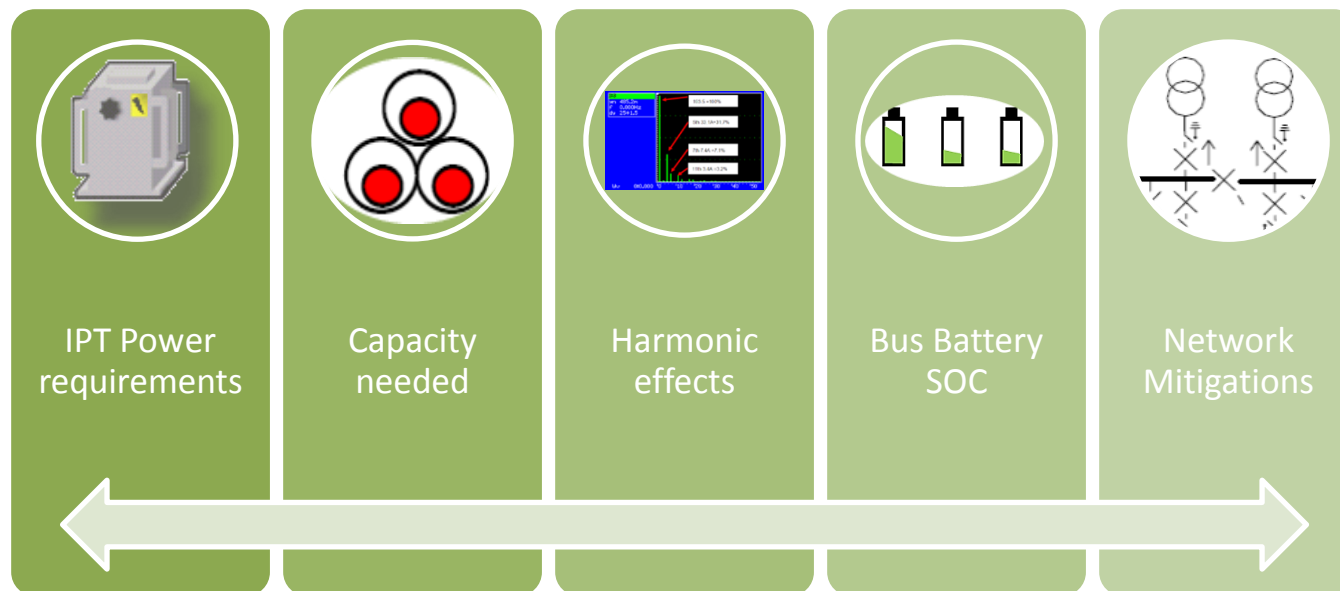 IPT Power
requirements
Capacity
needed
Harmonic
effects
Bus Battery
SOC
Network
Mitigations